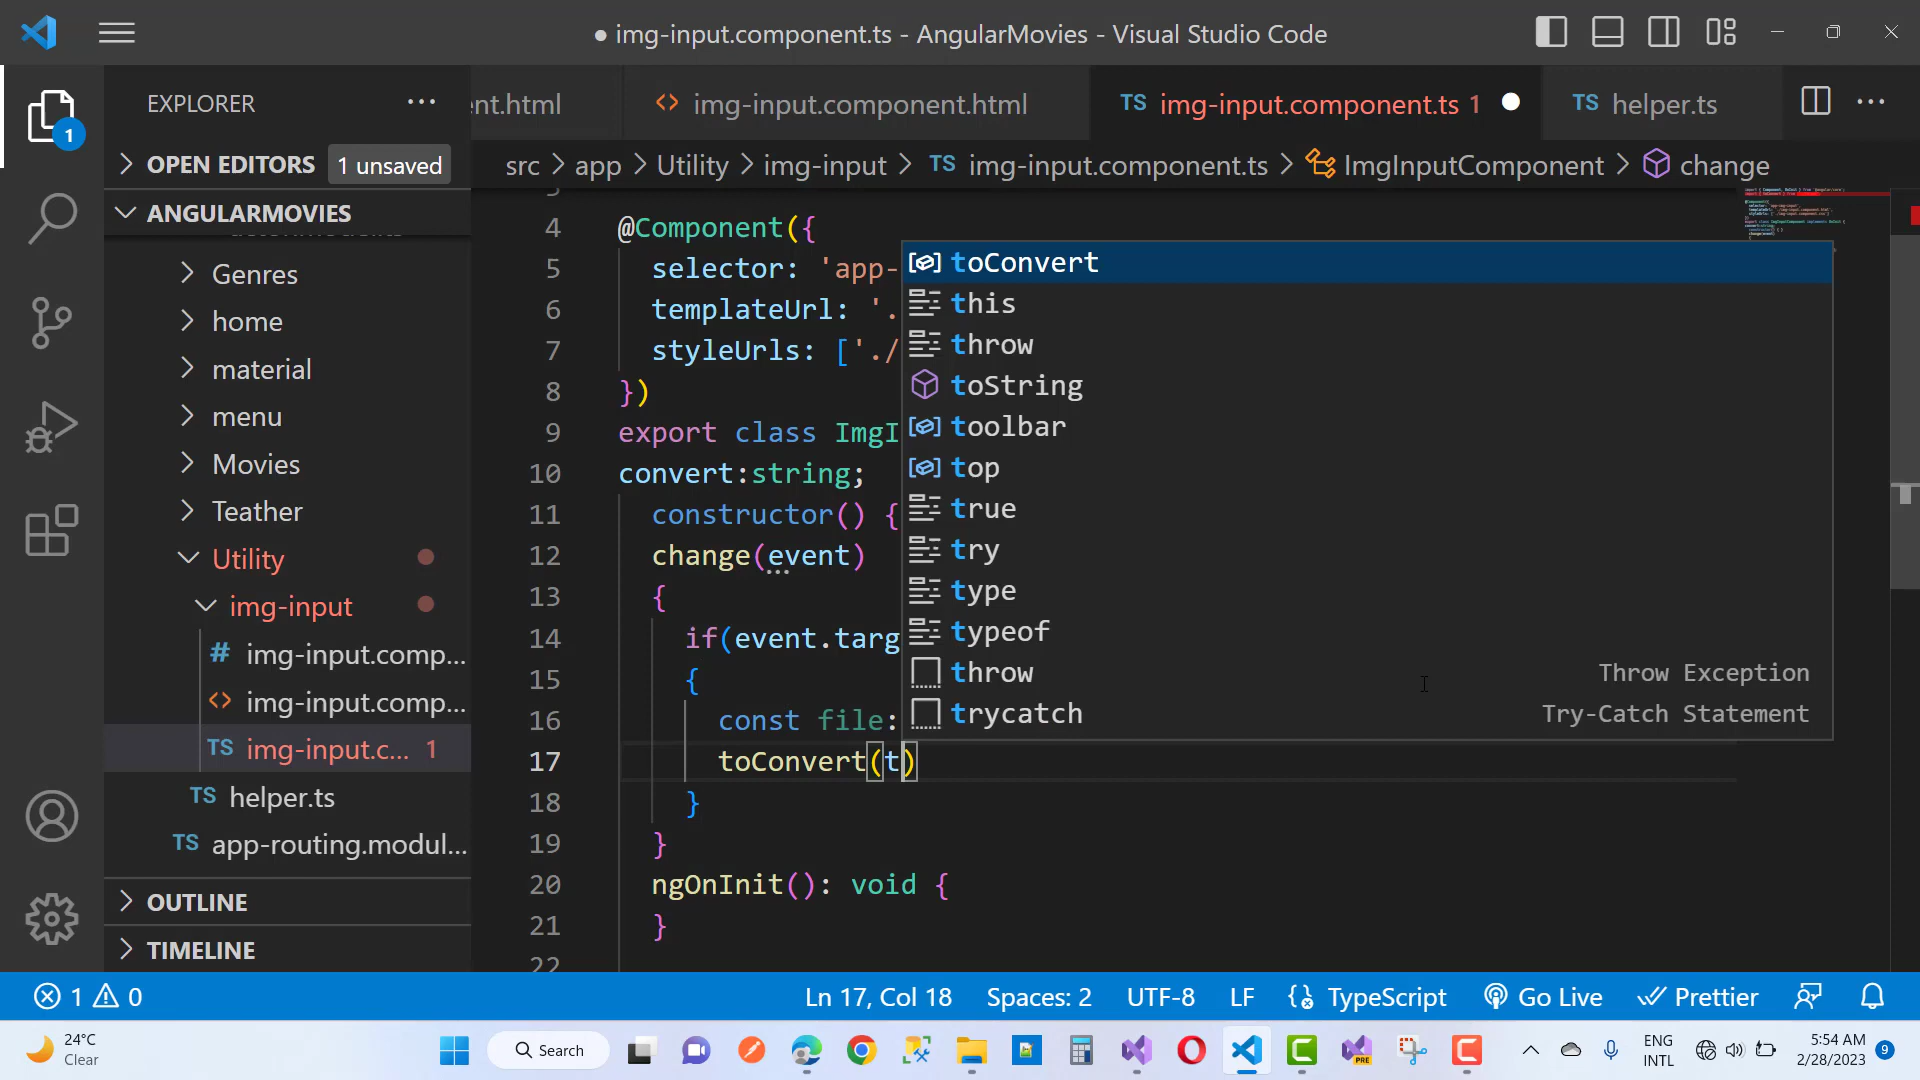 ● img-input.component.ts - AngularMovies - Visual Studio Code
EXPLORER ...
ent.html
<> img-input.component.html
TS img-input.component.ts 1 ●
TS helper.ts
...
1
OPEN EDITORS 1 unsaved
src > app > Utility > img-input > TS img-input.component.ts > ImgInputComponent > change
ANGULARMOVIES
Genres
home
material
menu
Movies
Teather
Utility
img-input
# img-input.comp...
<> img-input.comp...
TS img-input.c... 1
TS helper.ts
TS app-routing.modul...
OUTLINE
TIMELINE
4 @Component({
5 selector: 'app-
6 templateUrl: '.
7 styleUrls: ['./
8 })
9 export class ImgI
10 convert:string;
11 constructor() {
12 change(event)
13 {
14 if(event.targ
15 {
16 const file:
17 toConvert(t)
18 }
19 }
20 ngOnInit(): void {
21 }
22
toConvert
this
throw
toString
toolbar
top
true
try
type
typeof
throw Throw Exception
trycatch Try-Catch Statement
1 0
Ln 17, Col 18 Spaces: 2 UTF-8 LF {} TypeScript Go Live Prettier
24°C
Clear
Search
PRE
ENG
INTL
5:54 AM
2/28/2023
9